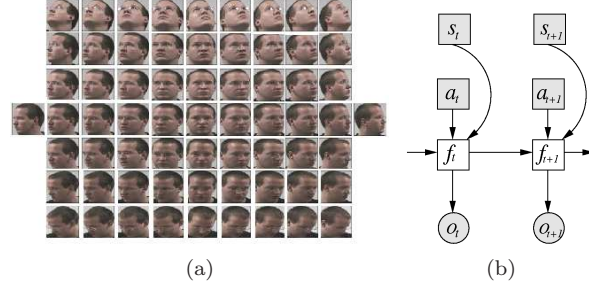 s_t s_{t+1}
a_t a_{t+1}
f_t f_{t+1}
o_t o_{t+1}
(a) (b)